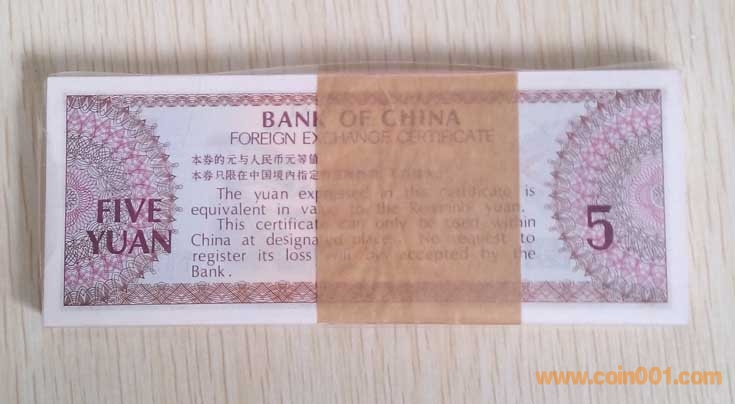 BANK OF CHINA
FOREIGN EXCHANGE CERTIFICATE
本券的元与人民币元等值
本券只限在中国境内指定
The yuan expressed in this certificate is
equivalent in value to the Renminbi yuan.
This certificate can only be used within
China at designated places. No request to
register its loss will be accepted by the
Bank.
FIVE
YUAN
5
www.coin001.com